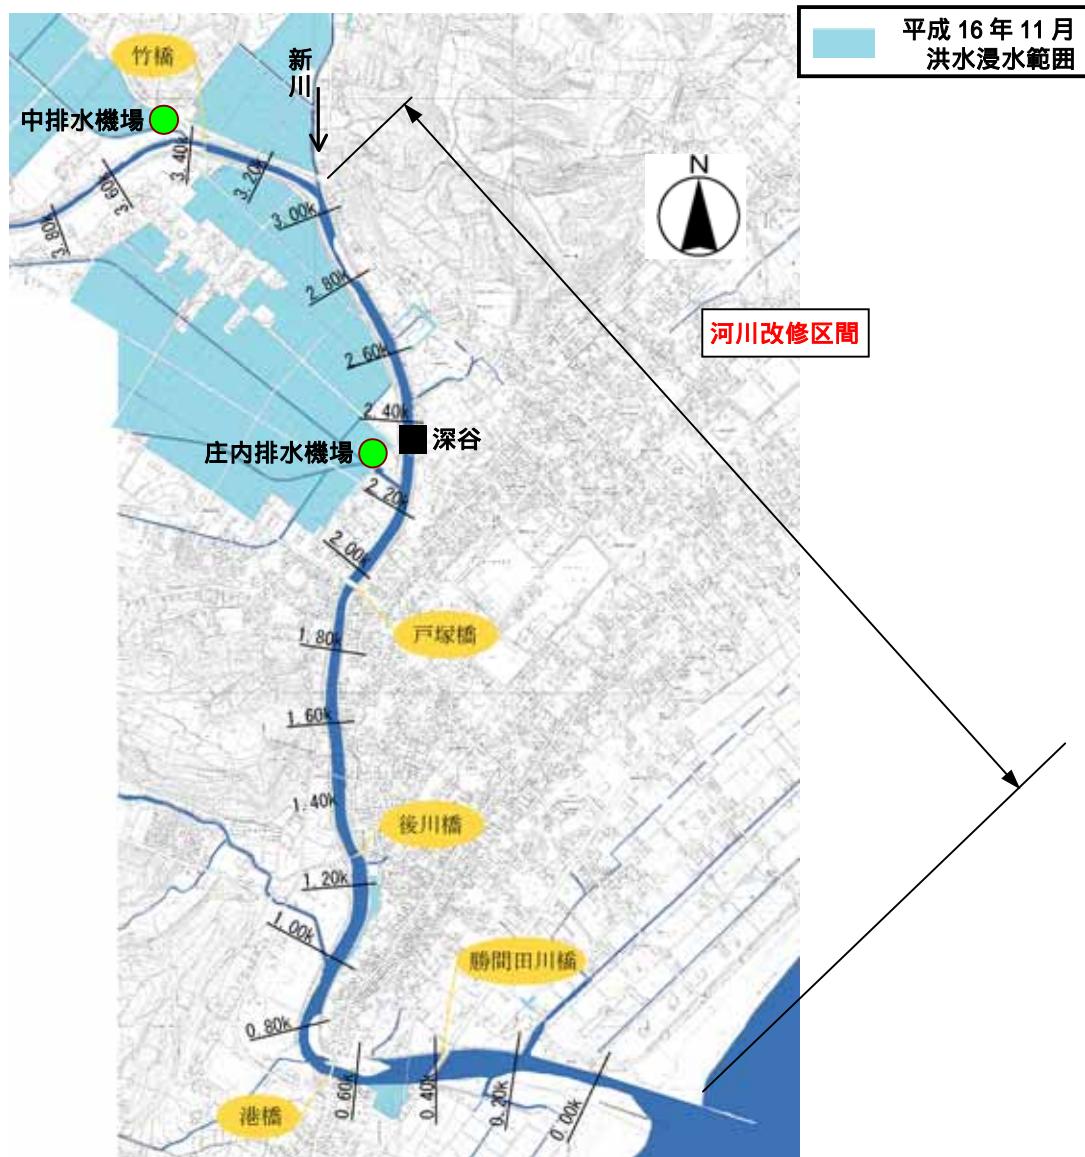 平成16年11月
洪水浸水範囲
竹橋
新川
中排水機場
3.40k
3.20k
3.60k
3.80k
3.00k
N
2.80k
河川改修区間
2.60k
2.40k
深谷
庄内排水機場
2.20k
2.00k
戸塚橋
1.80k
1.60k
1.40k
後川橋
1.20k
1.00k
勝間田川橋
0.80k
0.60k
0.40k
0.20k
0.00k
港橋